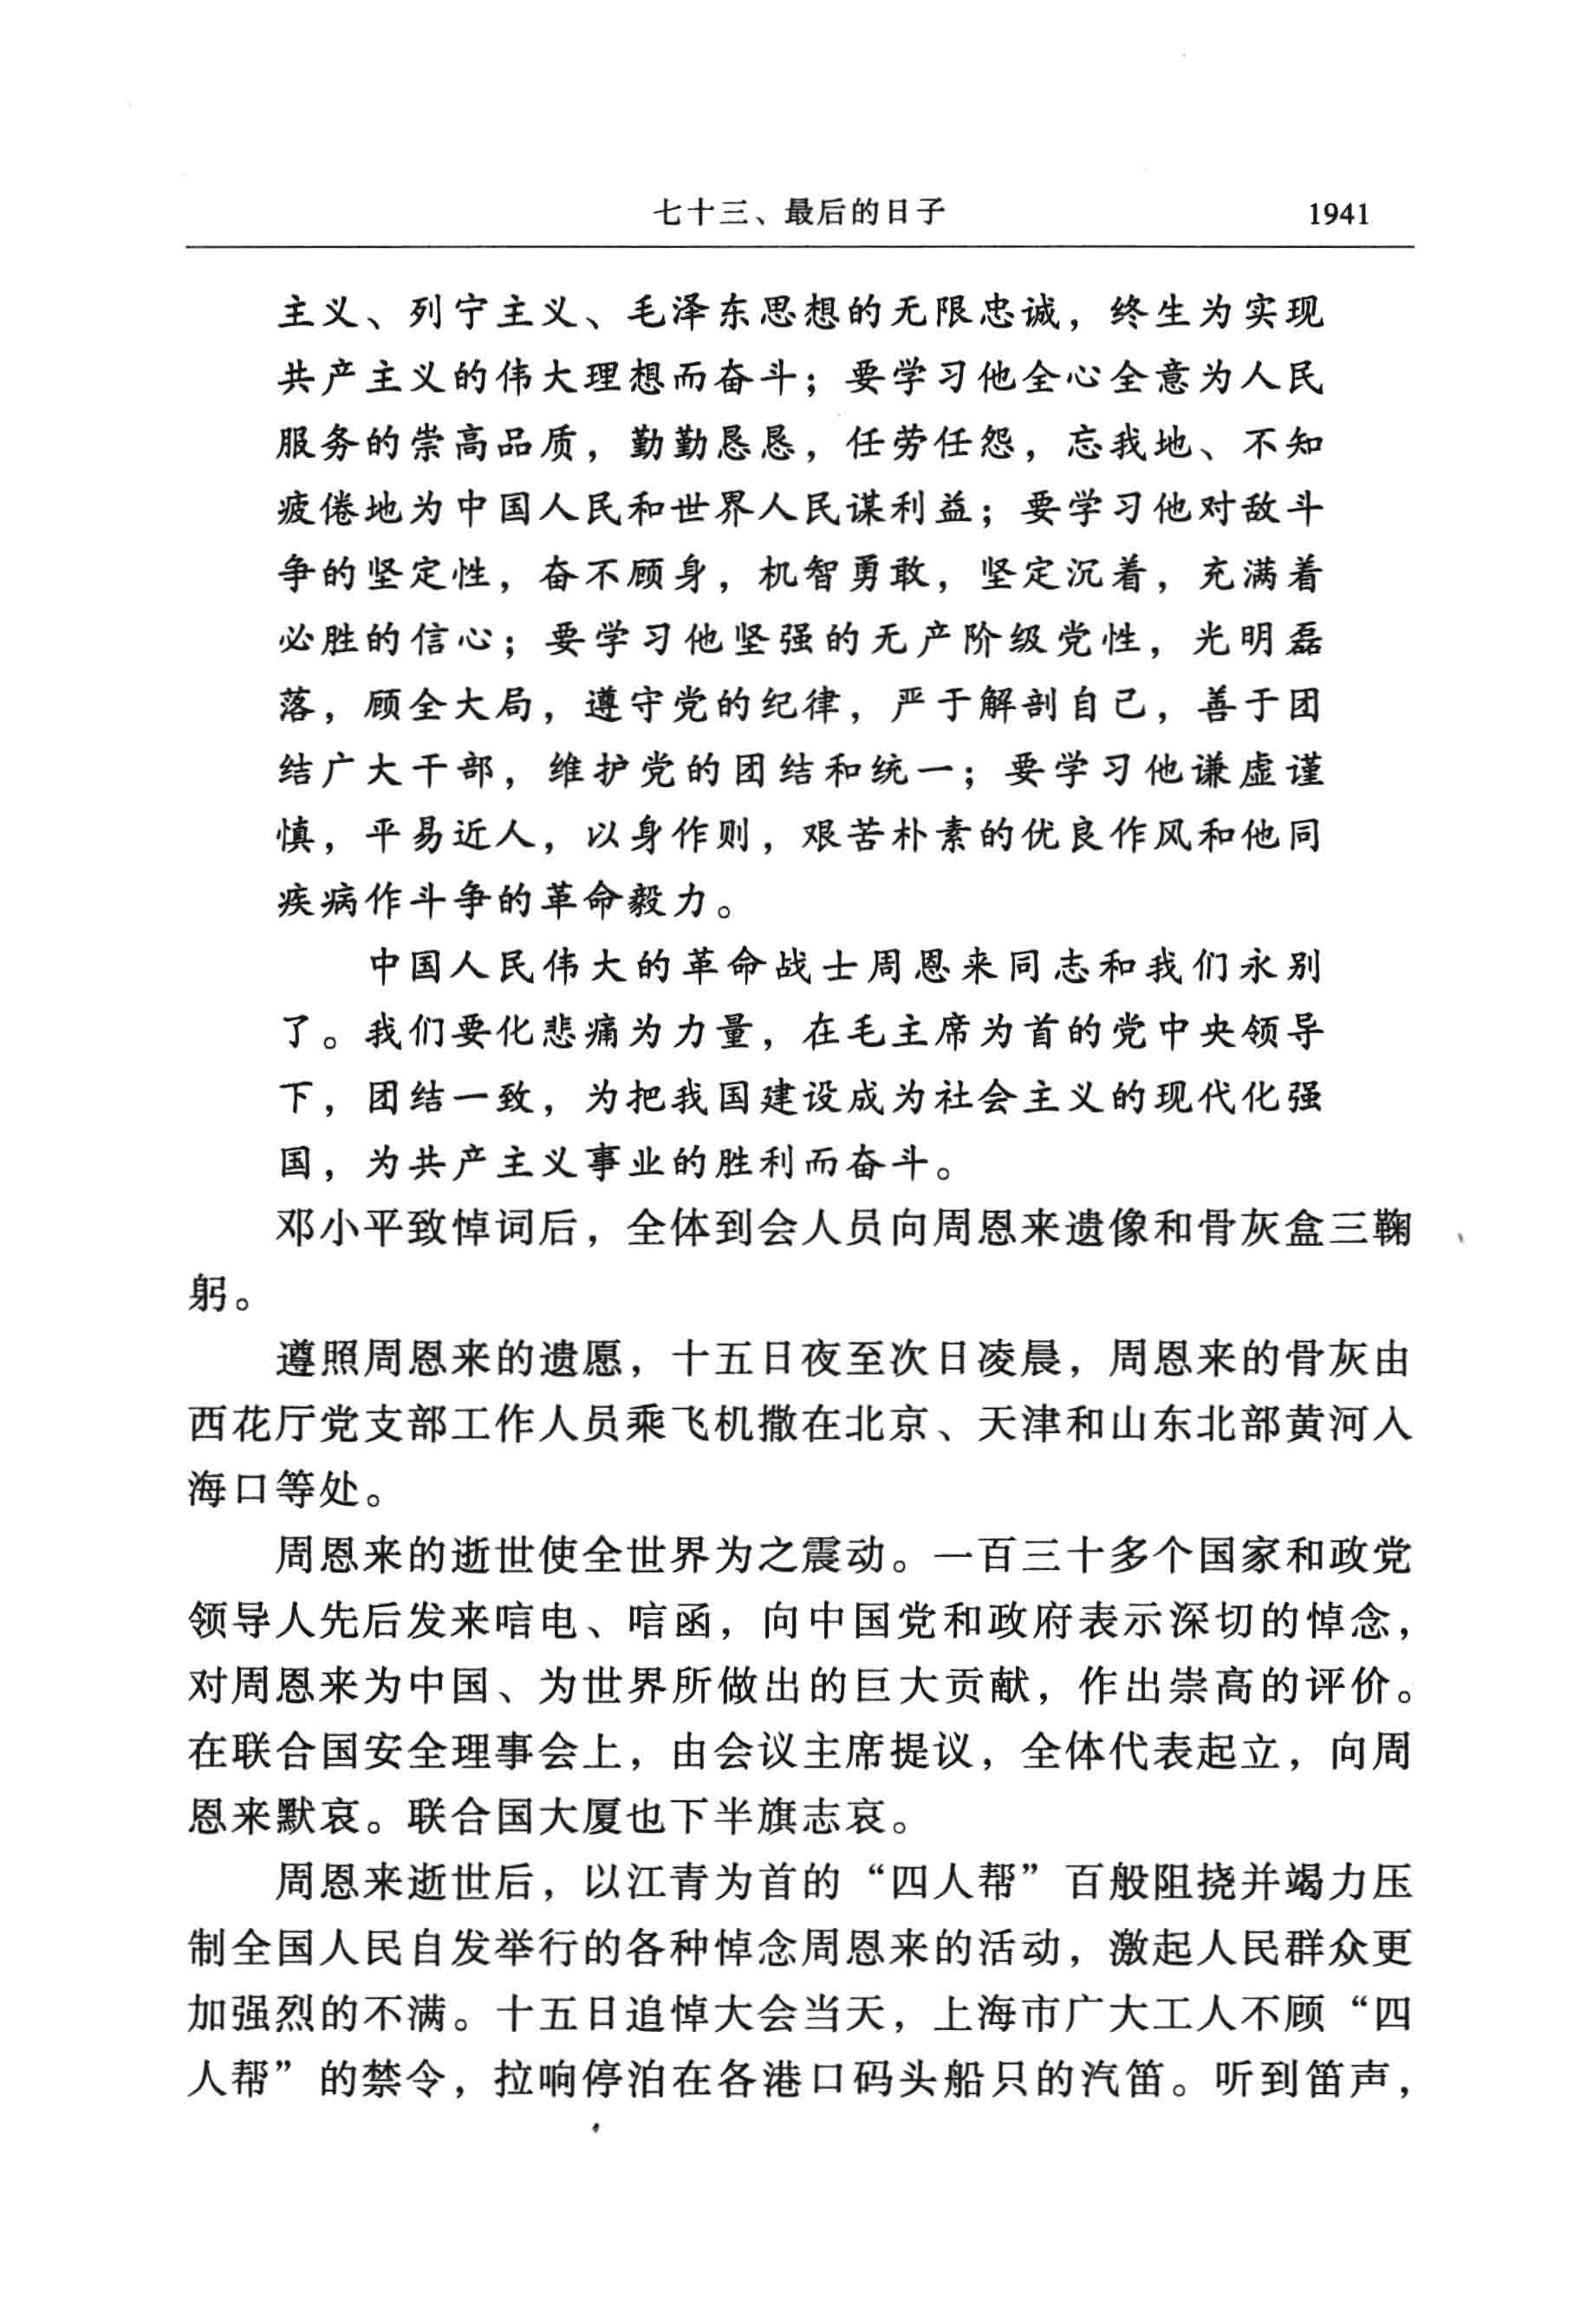 七十三、最后的日子 1941
主义、列宁主义、毛泽东思想的无限忠诚，终生为实现
共产主义的伟大理想而奋斗；要学习他全心全意为人民
服务的崇高品质，勤勤恳恳，任劳任怨，忘我地、不知
疲倦地为中国人民和世界人民谋利益；要学习他对敌斗
争的坚定性，奋不顾身，机智勇敢，坚定沉着，充满着
必胜的信心；要学习他坚强的无产阶级党性，光明磊
落，顾全大局，遵守党的纪律，严于解剖自己，善于团
结广大干部，维护党的团结和统一；要学习他谦虚谨
慎，平易近人，以身作则，艰苦朴素的优良作风和他同
疾病作斗争的革命毅力。
中国人民伟大的革命战士周恩来同志和我们永别
了。我们要化悲痛为力量，在毛主席为首的党中央领导
下，团结一致，为把我国建设成为社会主义的现代化强
国，为共产主义事业的胜利而奋斗。
邓小平致悼词后，全体到会人员向周恩来遗像和骨灰盒三鞠
躬。
遵照周恩来的遗愿，十五日夜至次日凌晨，周恩来的骨灰由
西花厅党支部工作人员乘飞机撒在北京、天津和山东北部黄河入
海口等处。
周恩来的逝世使全世界为之震动。一百三十多个国家和政党
领导人先后发来唁电、唁函，向中国党和政府表示深切的悼念，
对周恩来为中国、为世界所做出的巨大贡献，作出崇高的评价。
在联合国安全理事会上，由会议主席提议，全体代表起立，向周
恩来默哀。联合国大厦也下半旗志哀。
周恩来逝世后，以江青为首的“四人帮”百般阻挠并竭力压
制全国人民自发举行的各种悼念周恩来的活动，激起人民群众更
加强烈的不满。十五日追悼大会当天，上海市广大工人不顾“四
人帮”的禁令，拉响停泊在各港口码头船只的汽笛。听到笛声，